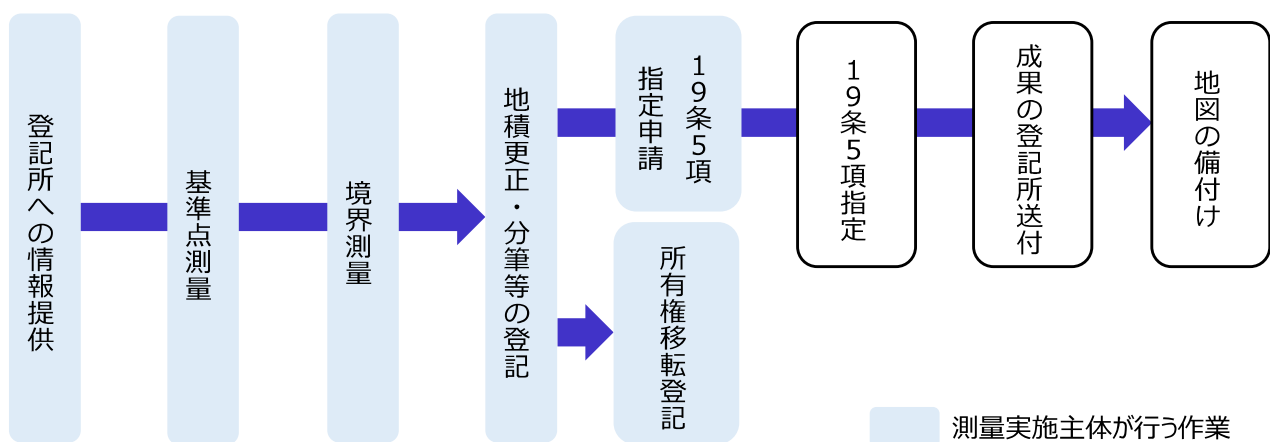 登記所への情報提供
基準点測量
境界測量
地積更正・分筆等の登記
19条5項
指定申請
所有権移転登記
19条5項指定
成果の登記所送付
地図の備付け
測量実施主体が行う作業